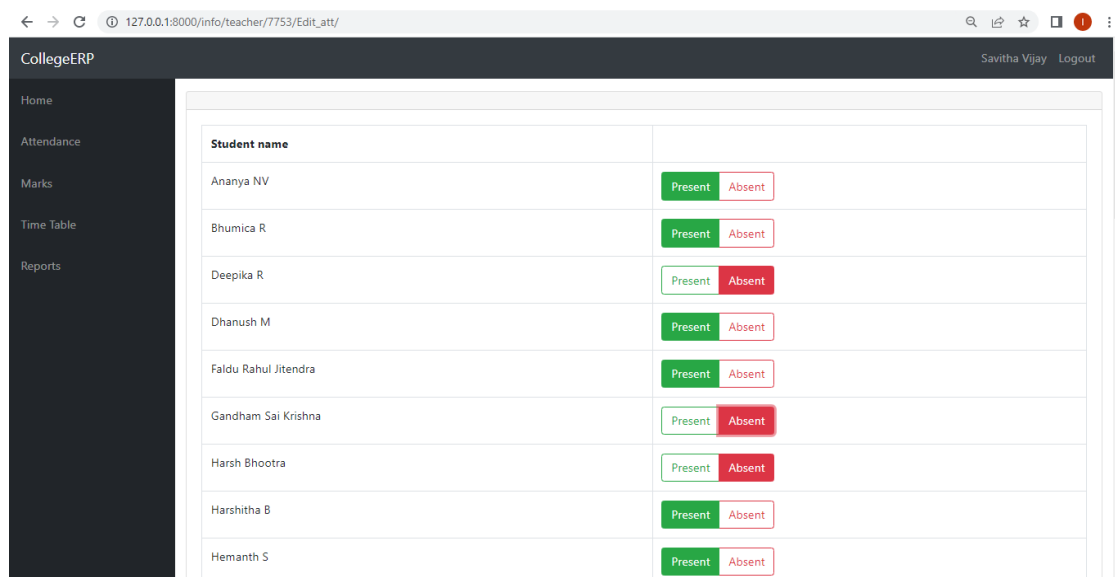 127.0.0.1:8000/info/teacher/7753/Edit_att/
I
CollegeERP Savitha Vijay Logout
Home
Attendance
Marks
Time Table
Reports
Student name
Ananya NV Present Absent
Bhumica R Present Absent
Deepika R Present Absent
Dhanush M Present Absent
Faldu Rahul Jitendra Present Absent
Gandham Sai Krishna Present Absent
Harsh Bhootra Present Absent
Harshitha B Present Absent
Hemanth S Present Absent